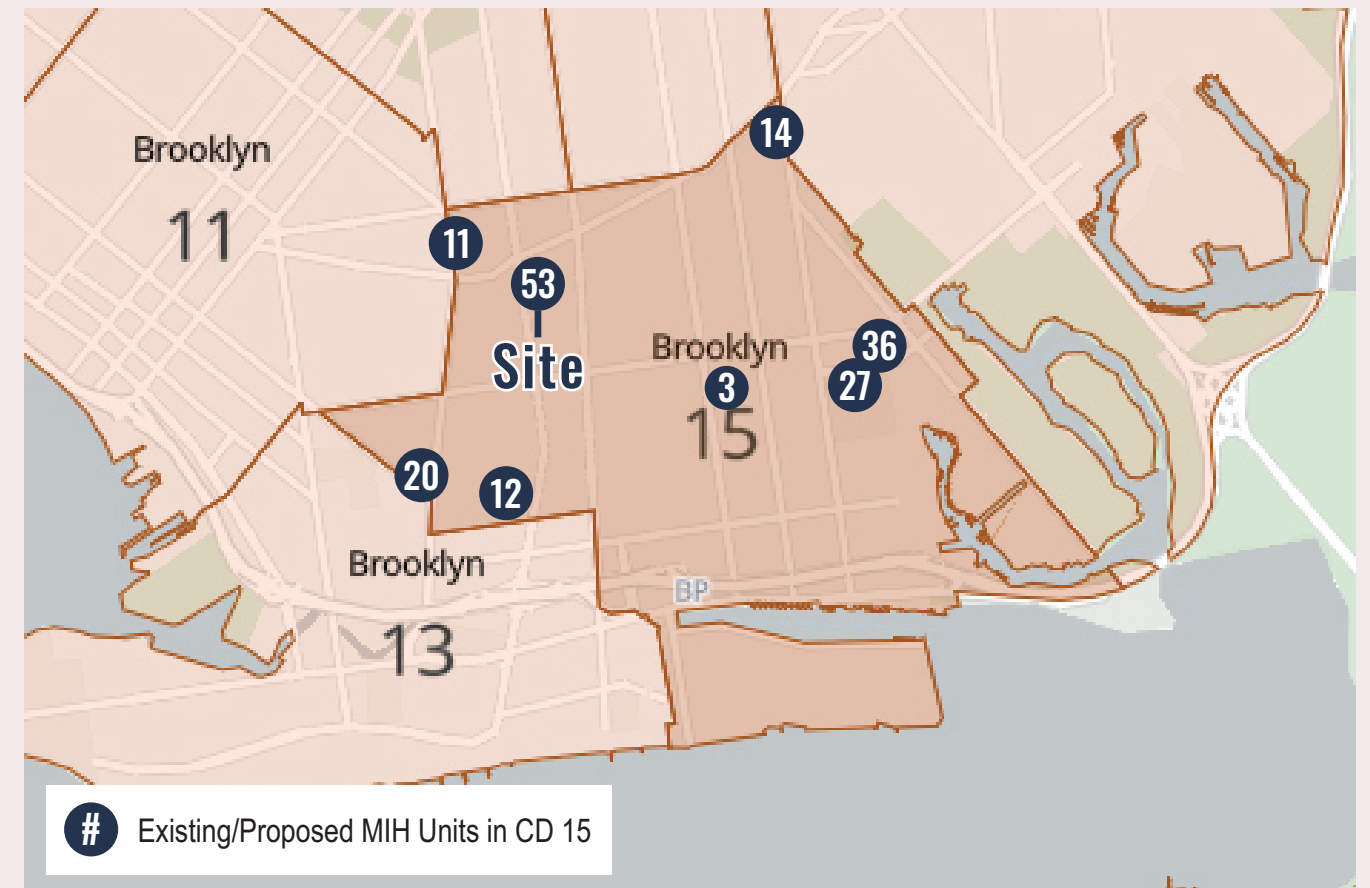 14
Brooklyn
11
11
53
Site
Brooklyn
36
3
27
15
20
12
Brooklyn
BP
13
# Existing/Proposed MIH Units in CD 15